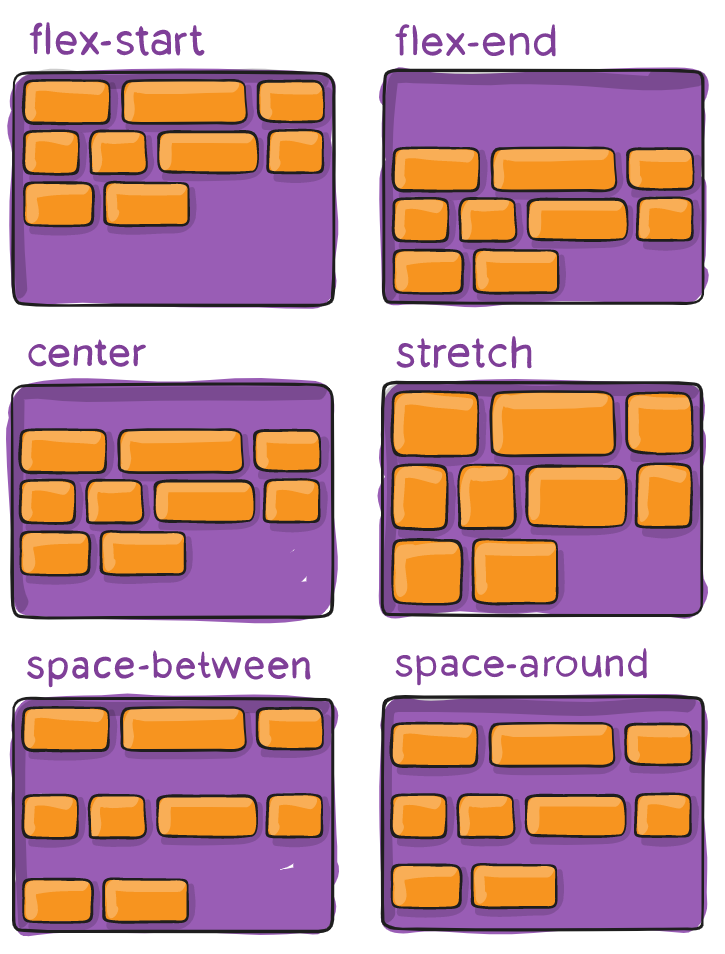 flex-start
flex-end
center
stretch
space-between
space-around